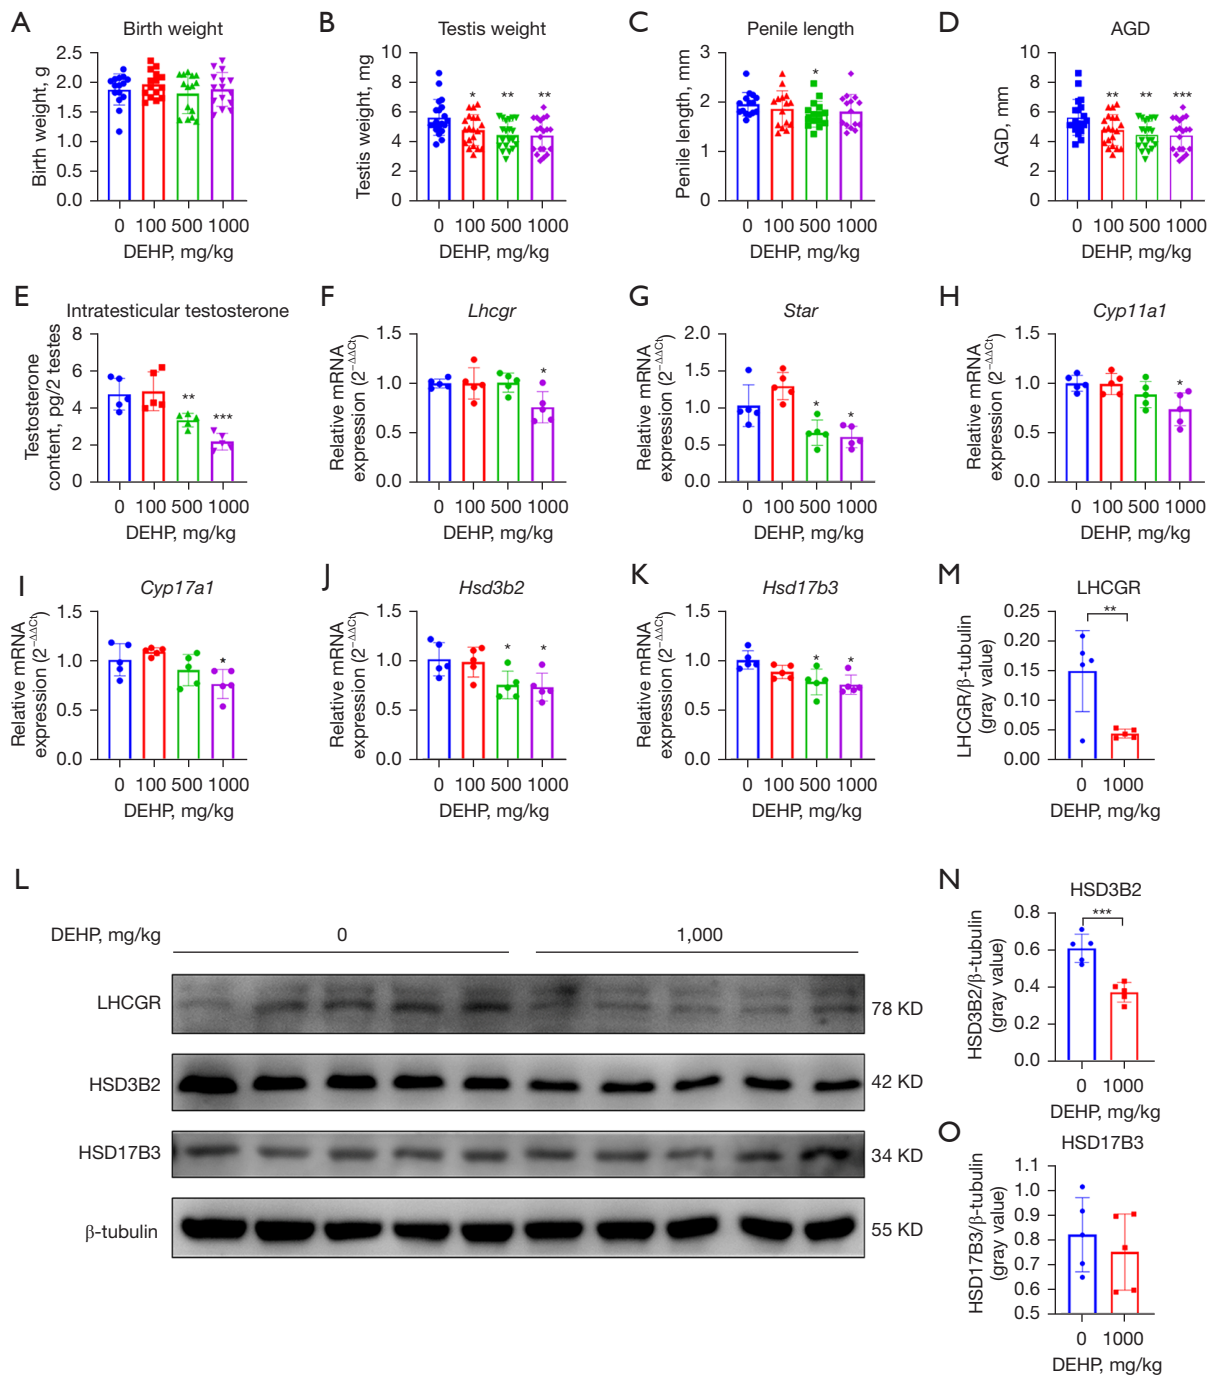 A
Birth weight
Birth weight, g
2.5
2.0
1.5
1.0
0.5
0.0
0 100 500 1000
DEHP, mg/kg
B
Testis weight
Testis weight, mg
10
8
6
4
2
0
* ** **
0 100 500 1000
DEHP, mg/kg
C
Penile length
Penile length, mm
3
2
1
0
*
0 100 500 1000
DEHP, mg/kg
D
AGD
AGD, mm
10
8
6
4
2
0
** ** ***
0 100 500 1000
DEHP, mg/kg
E
Intratesticular testosterone
Testosterone
content, pg/2 testes
8
6
4
2
0
** ***
0 100 500 1000
DEHP, mg/kg
F
Lhcgr
Relative mRNA
expression (2−ΔΔCt)
1.5
1.0
0.5
0.0
*
0 100 500 1000
DEHP, mg/kg
G
Star
Relative mRNA
expression (2−ΔΔCt)
2.0
1.5
1.0
0.5
0.0
* *
0 100 500 1000
DEHP, mg/kg
H
Cyp11a1
Relative mRNA
expression (2−ΔΔCt)
1.5
1.0
0.5
0.0
*
0 100 500 1000
DEHP, mg/kg
I
Cyp17a1
Relative mRNA
expression (2−ΔΔCt)
1.5
1.0
0.5
0.0
*
0 100 500 1000
DEHP, mg/kg
J
Hsd3b2
Relative mRNA
expression (2−ΔΔCt)
1.5
1.0
0.5
0.0
* *
0 100 500 1000
DEHP, mg/kg
K
Hsd17b3
Relative mRNA
expression (2−ΔΔCt)
1.5
1.0
0.5
0.0
* *
0 100 500 1000
DEHP, mg/kg
M
LHCGR
LHCGR/β-tubulin
(gray value)
0.25
0.20
0.15
0.10
0.05
0.00
**
0 1000
DEHP, mg/kg
L
DEHP, mg/kg 0 1,000
LHCGR 78 KD
HSD3B2 42 KD
HSD17B3 34 KD
β-tubulin 55 KD
N
HSD3B2
HSD3B2/β-tubulin
(gray value)
0.8
0.6
0.4
0.2
0.0
***
0 1000
DEHP, mg/kg
O
HSD17B3
HSD17B3/β-tubulin
(gray value)
1.1
1.0
0.9
0.8
0.7
0.6
0.5
0 1000
DEHP, mg/kg